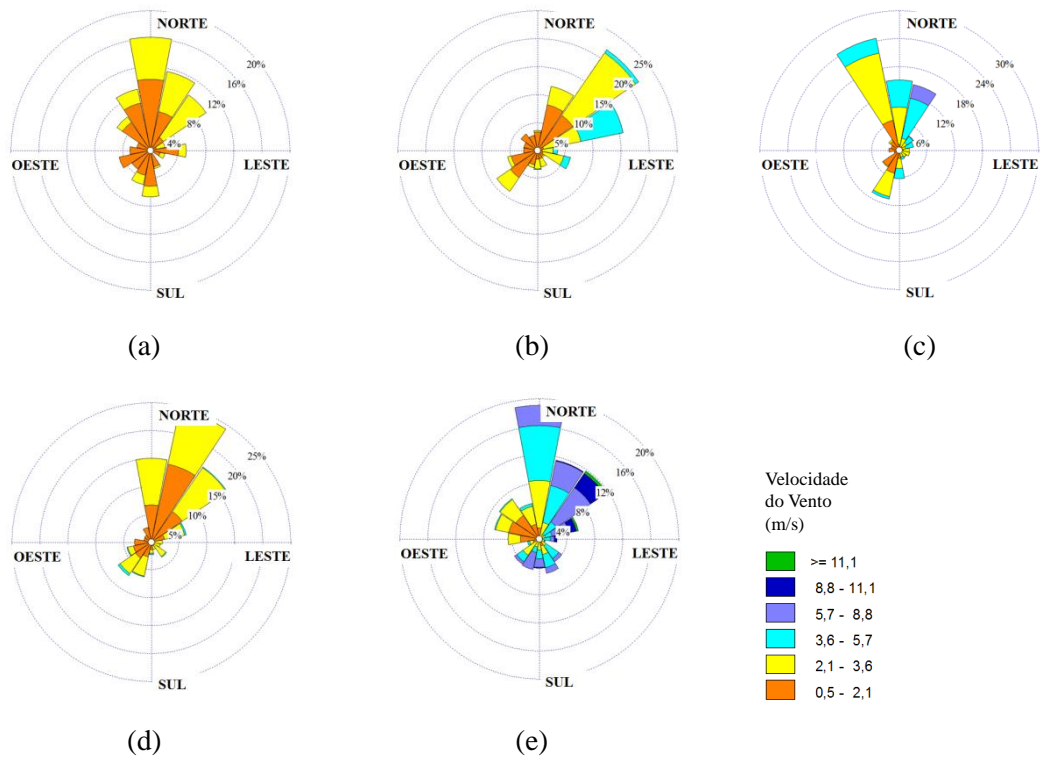 NORTE
20%
16%
12%
8%
4%
OESTE
LESTE
SUL
(a)
NORTE
25%
20%
15%
10%
5%
OESTE
LESTE
SUL
(b)
NORTE
30%
24%
18%
12%
6%
OESTE
LESTE
SUL
(c)
NORTE
25%
20%
15%
10%
5%
OESTE
LESTE
SUL
(d)
NORTE
20%
16%
12%
8%
4%
OESTE
LESTE
SUL
(e)
Velocidade
do Vento
(m/s)
>= 11,1
8,8 - 11,1
5,7 - 8,8
3,6 - 5,7
2,1 - 3,6
0,5 - 2,1